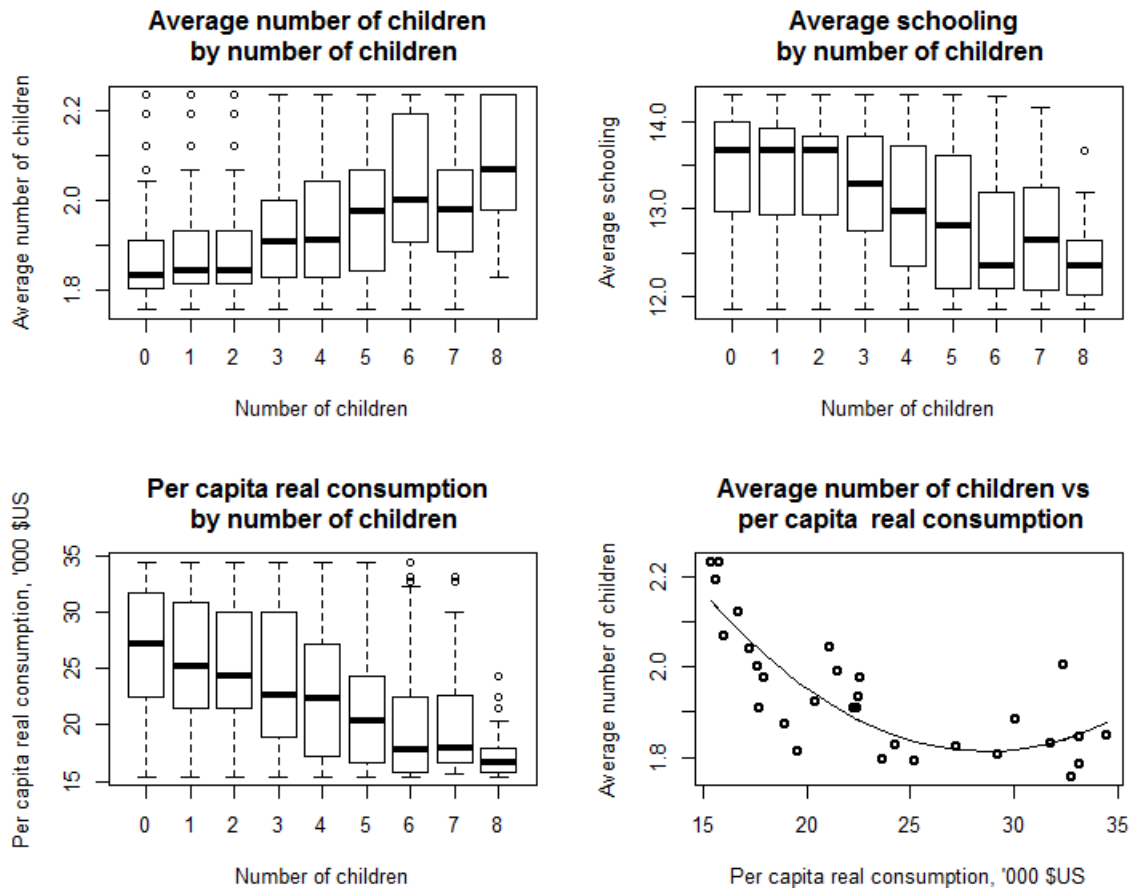 Average number of children
by number of children
Average number of children
2.2
2.0
1.8
0 1 2 3 4 5 6 7 8
Number of children
Average schooling
by number of children
Average schooling
14.0
13.0
12.0
0 1 2 3 4 5 6 7 8
Number of children
Per capita real consumption
by number of children
Per capita real consumption, '000 $US
35
30
25
20
15
0 1 2 3 4 5 6 7 8
Number of children
Average number of children vs
per capita real consumption
Average number of children
2.2
2.0
1.8
15 20 25 30 35
Per capita real consumption, '000 $US